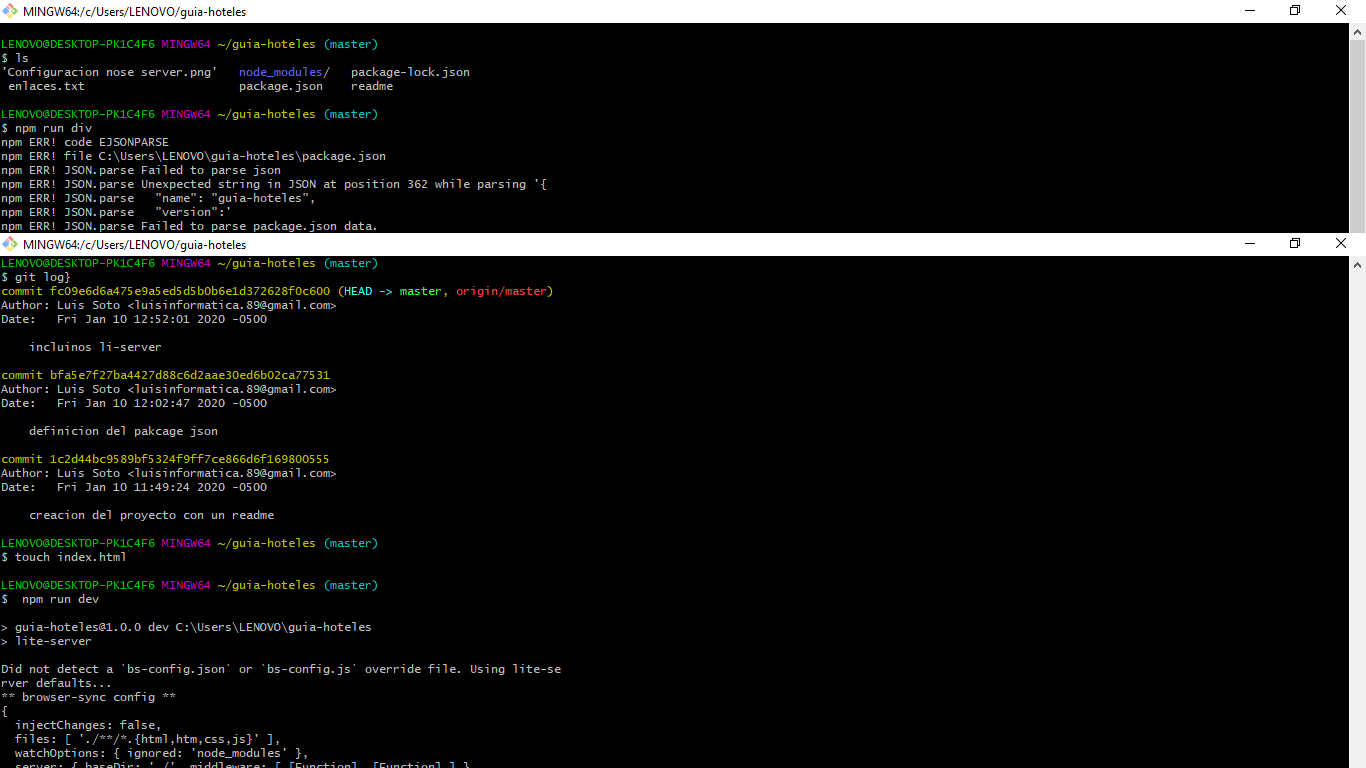 MINGW64:/c/Users/LENOVO/guia-hoteles
LENOVO@DESKTOP-PK1C4F6 MINGW64 ~/guia-hoteles (master)
$ ls
'Configuracion nose server.png'   node_modules/   package-lock.json
 enlaces.txt                      package.json    readme
LENOVO@DESKTOP-PK1C4F6 MINGW64 ~/guia-hoteles (master)
$ npm run div
npm ERR! code EJSONPARSE
npm ERR! file C:\Users\LENOVO\guia-hoteles\package.json
npm ERR! JSON.parse Failed to parse json
npm ERR! JSON.parse Unexpected string in JSON at position 362 while parsing '{
npm ERR! JSON.parse   "name": "guia-hoteles",
npm ERR! JSON.parse   "version":'
npm ERR! JSON.parse Failed to parse package.json data.
MINGW64:/c/Users/LENOVO/guia-hoteles
LENOVO@DESKTOP-PK1C4F6 MINGW64 ~/guia-hoteles (master)
$ git log}
commit fc09e6d6a475e9a5ed5d5b0b6e1d372628f0c600 (HEAD -> master, origin/master)
Author: Luis Soto <luisinformatica.89@gmail.com>
Date:   Fri Jan 10 12:52:01 2020 -0500
    incluinos li-server
commit bfa5e7f27ba4427d88c6d2aae30ed6b02ca77531
Author: Luis Soto <luisinformatica.89@gmail.com>
Date:   Fri Jan 10 12:02:47 2020 -0500
    definicion del pakcage json
commit 1c2d44bc9589bf5324f9ff7ce866d6f169800555
Author: Luis Soto <luisinformatica.89@gmail.com>
Date:   Fri Jan 10 11:49:24 2020 -0500
    creacion del proyecto con un readme
LENOVO@DESKTOP-PK1C4F6 MINGW64 ~/guia-hoteles (master)
$ touch index.html
LENOVO@DESKTOP-PK1C4F6 MINGW64 ~/guia-hoteles (master)
$  npm run dev
> guia-hoteles@1.0.0 dev C:\Users\LENOVO\guia-hoteles
> lite-server
Did not detect a `bs-config.json` or `bs-config.js` override file. Using lite-se
rver defaults...
** browser-sync config **
{
  injectChanges: false,
  files: [ './**/*.{html,htm,css,js}' ],
  watchOptions: { ignored: 'node_modules' },
  server: { baseDir: './', middleware: [ [Function], [Function] ] }